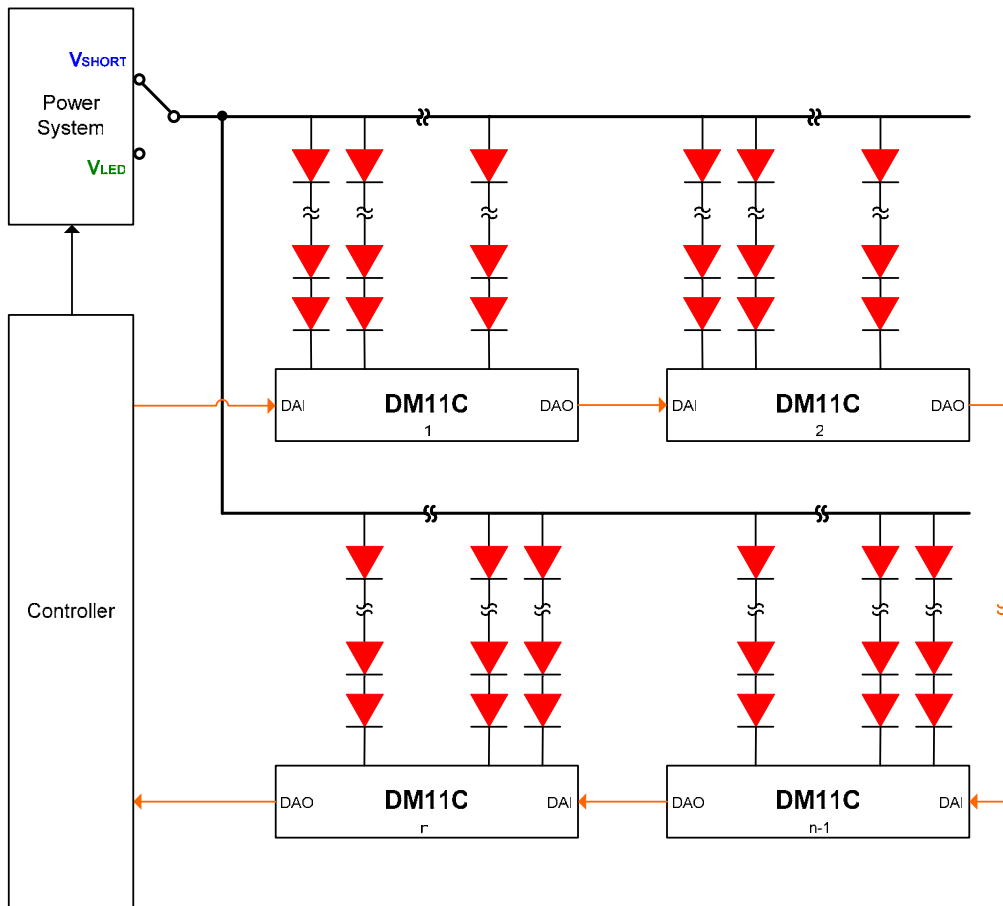 VSHORT
Power
System
VLED
DAI
DM11C
DAO
1
DAI
DM11C
DAO
2
Controller
DAO
DM11C
DAI
n
DAO
DM11C
DAI
n-1